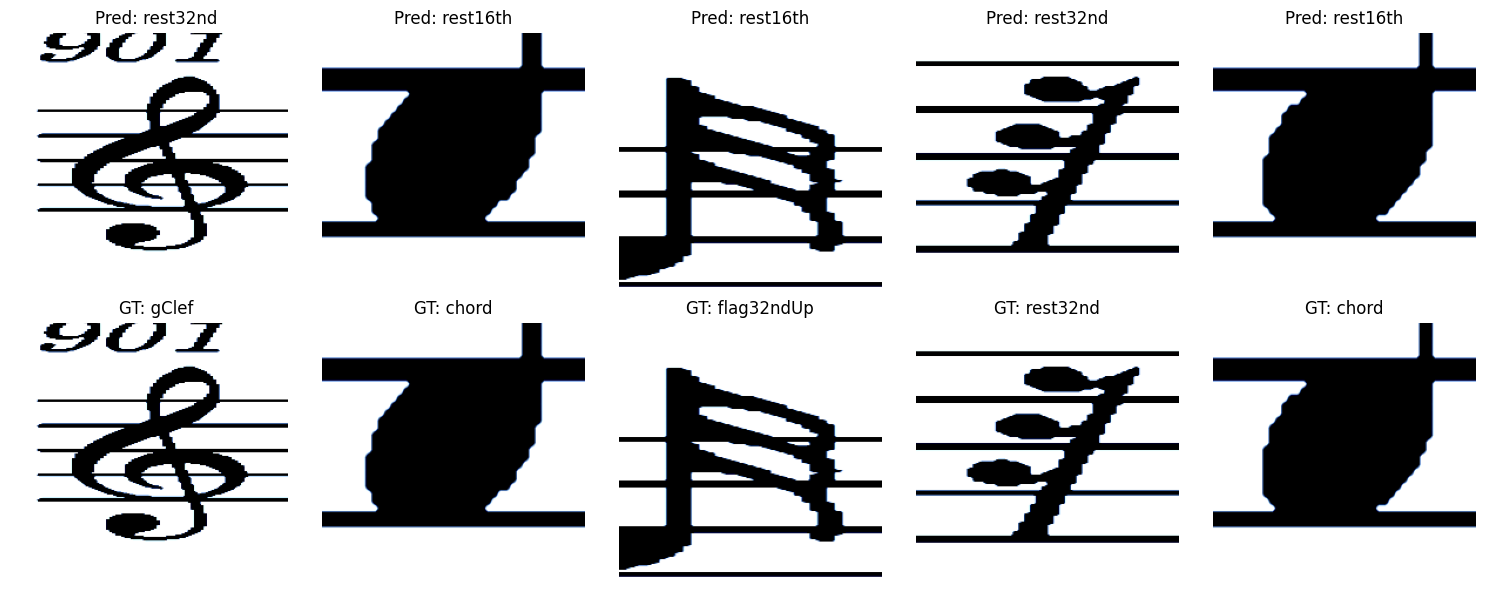 Pred: rest32nd
Pred: rest16th
Pred: rest16th
Pred: rest32nd
Pred: rest16th
901
GT: gClef
GT: chord
GT: flag32ndUp
GT: rest32nd
GT: chord
901